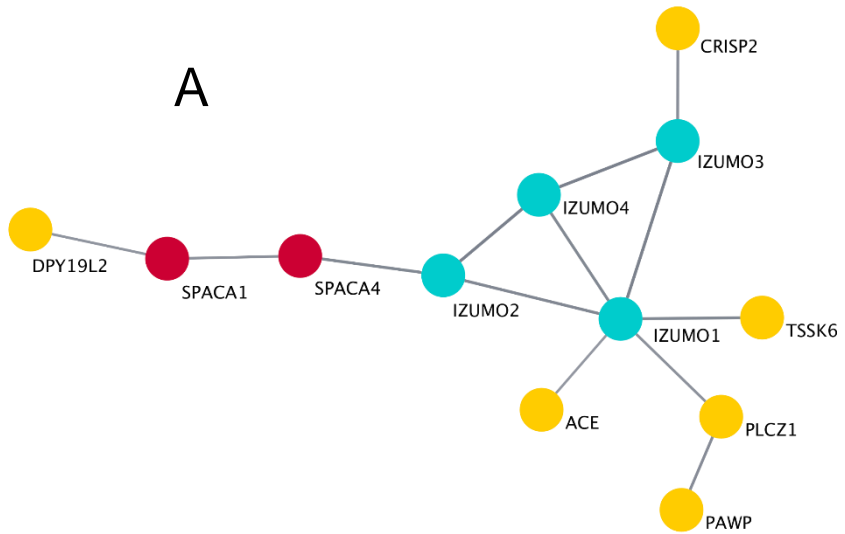 CRISP2
A
IZUMO3
IZUMO4
DPY19L2
SPACA1
SPACA4
IZUMO2
IZUMO1
TSSK6
ACE
PLCZ1
PAWP